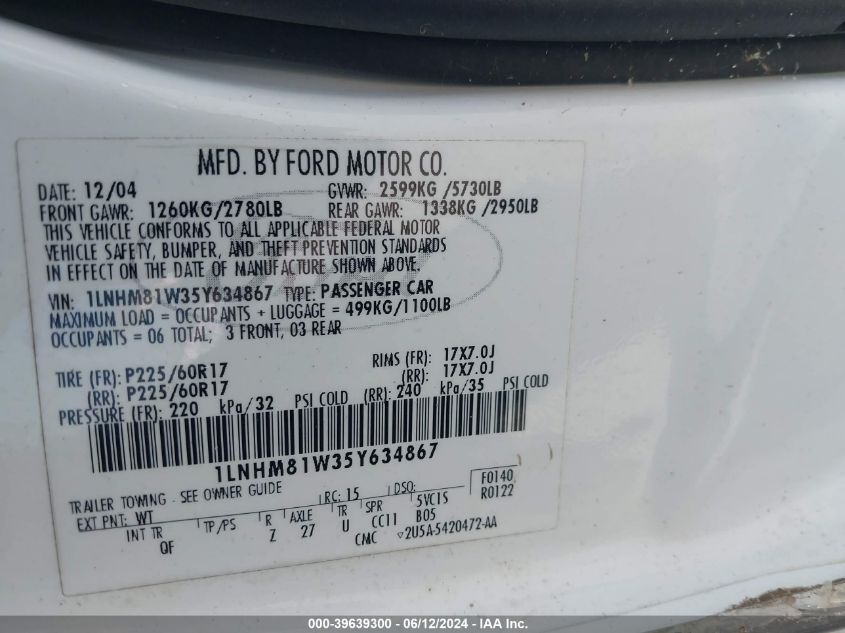 MFD. BY FORD MOTOR CO.
DATE: 12/04 GVWR: 2599KG /5730LB
FRONT GAWR: 1260KG/2780LB REAR GAWR: 1338KG /2950LB
THIS VEHICLE CONFORMS TO ALL APPLICABLE FEDERAL MOTOR
VEHICLE SAFETY, BUMPER, AND THEFT PREVENTION STANDARDS
IN EFFECT ON THE DATE OF MANUFACTURE SHOWN ABOVE.
VIN: 1LNHM81W35Y634867 TYPE: PASSENGER CAR
MAXIMUM LOAD = OCCUPANTS + LUGGAGE = 499KG/1100LB
OCCUPANTS = 06 TOTAL; 3 FRONT, 03 REAR
TIRE (FR): P225/60R17 RIMS (FR): 17X7.0J
(RR): P225/60R17 (RR): 17X7.0J
PRESSURE (FR): 220 kPa/32 PSI COLD (RR): 240 kPa/35 PSI COLD
1LNHM81W35Y634867
TRAILER TOWING - SEE OWNER GUIDE F0140
EXT PNT: WT RC: 15 DSO: R0122
INT TR TP/PS R AXLE TR SPR 5VC15
QF Z 27 U CC11 B05
CMC ▽2U5A-5420472-AA
000-39639300 - 06/12/2024 - IAA Inc.